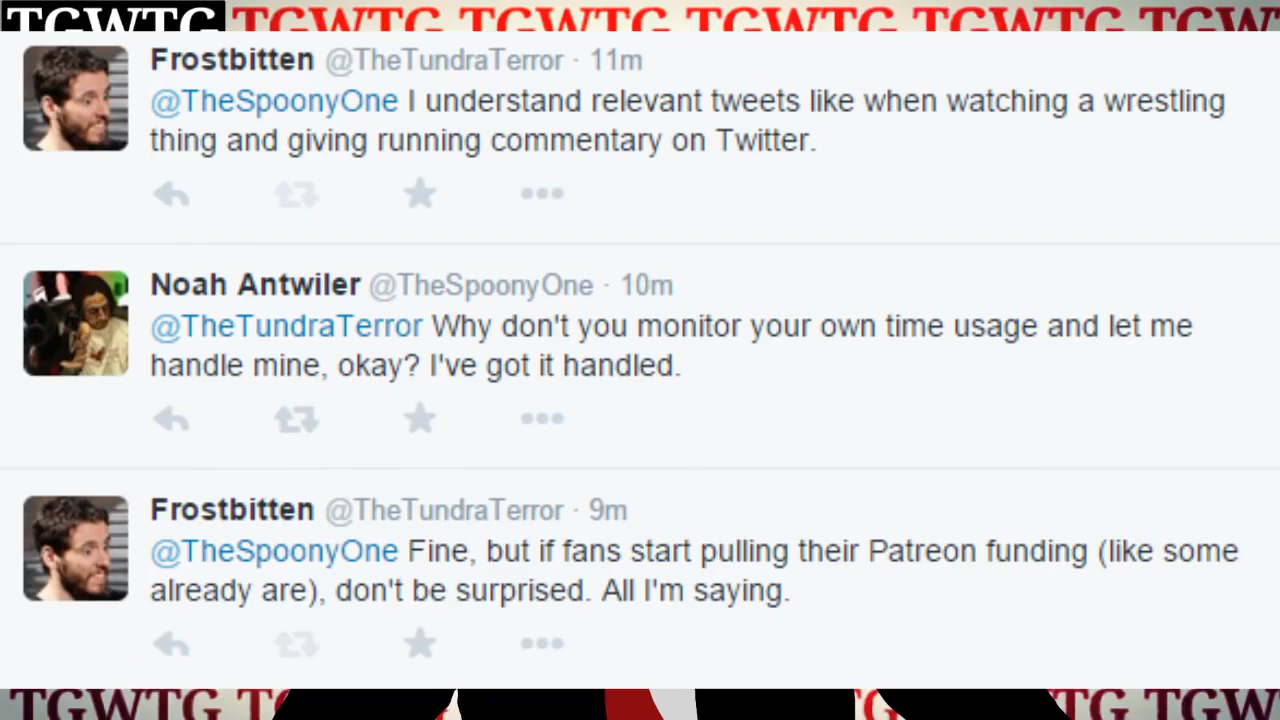 TGWTG TGWTG TGWTG TGWTG TGWTG TGW
Frostbitten @TheTundraTerror · 11m
@TheSpoonyOne I understand relevant tweets like when watching a wrestling
thing and giving running commentary on Twitter.
Noah Antwiler @TheSpoonyOne · 10m
@TheTundraTerror Why don't you monitor your own time usage and let me
handle mine, okay? I've got it handled.
Frostbitten @TheTundraTerror · 9m
@TheSpoonyOne Fine, but if fans start pulling their Patreon funding (like some
already are), don't be surprised. All I'm saying.
TGWTG TG TG TGW